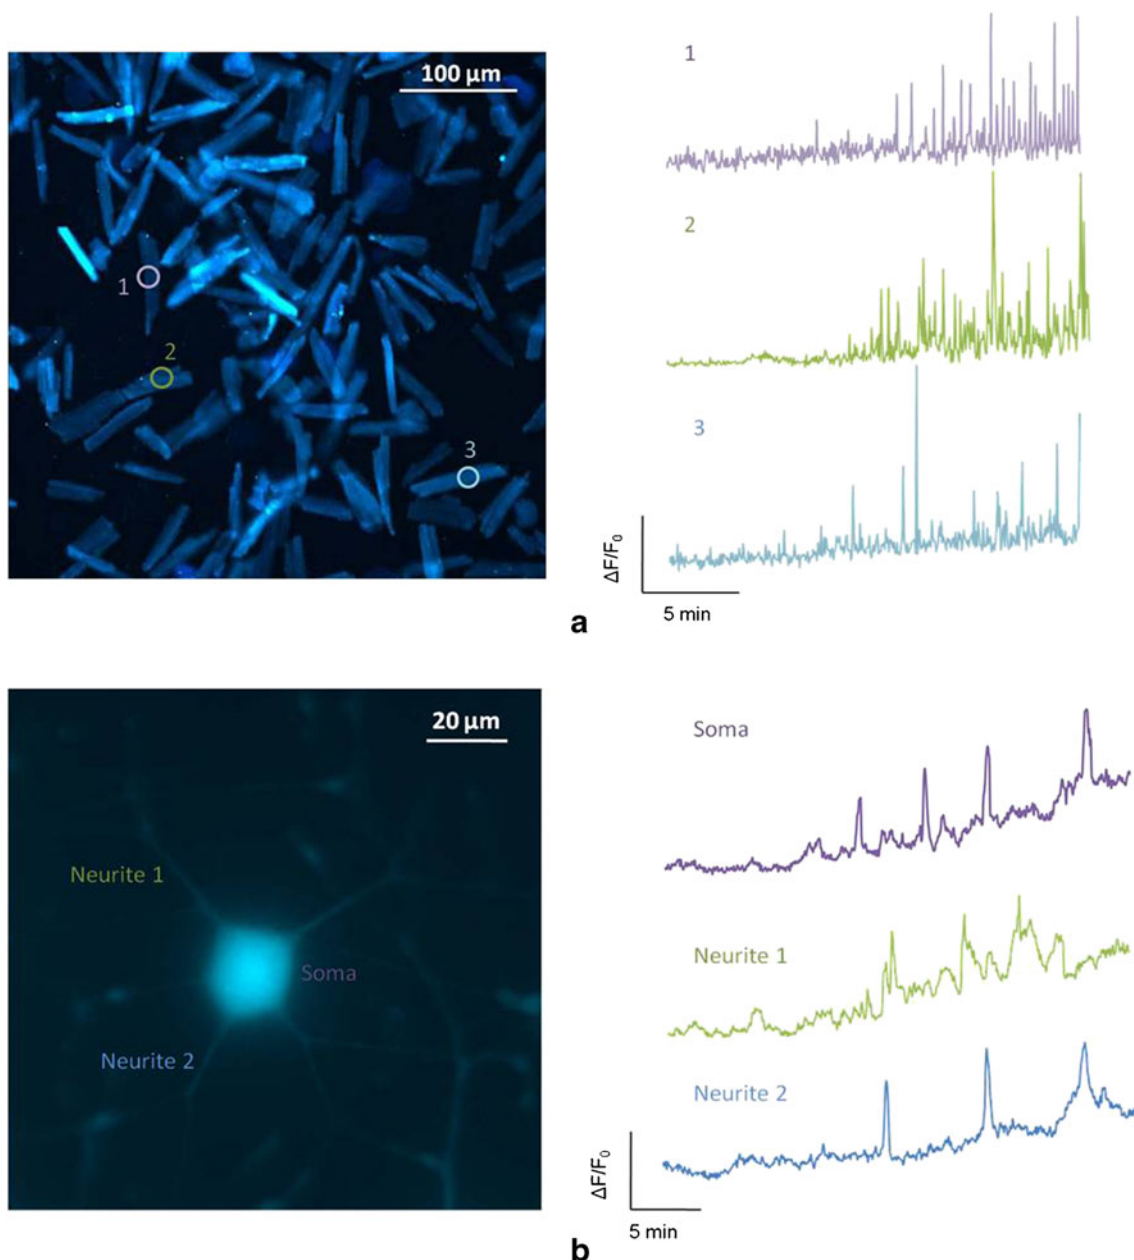 100 µm
1
2
3
1
2
3
ΔF/F₀
5 min
a
20 µm
Neurite 1
Soma
Neurite 2
Soma
Neurite 1
Neurite 2
ΔF/F₀
5 min
b